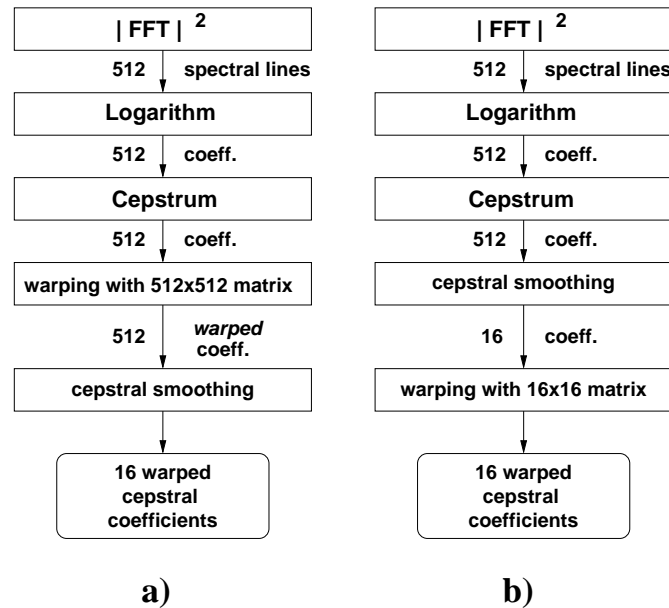 | FFT | 2
512 spectral lines
Logarithm
512 coeff.
Cepstrum
512 coeff.
warping with 512x512 matrix
512 warped
coeff.
cepstral smoothing
16 warped
cepstral
coefficients
a)
| FFT | 2
512 spectral lines
Logarithm
512 coeff.
Cepstrum
512 coeff.
cepstral smoothing
16 coeff.
warping with 16x16 matrix
16 warped
cepstral
coefficients
b)